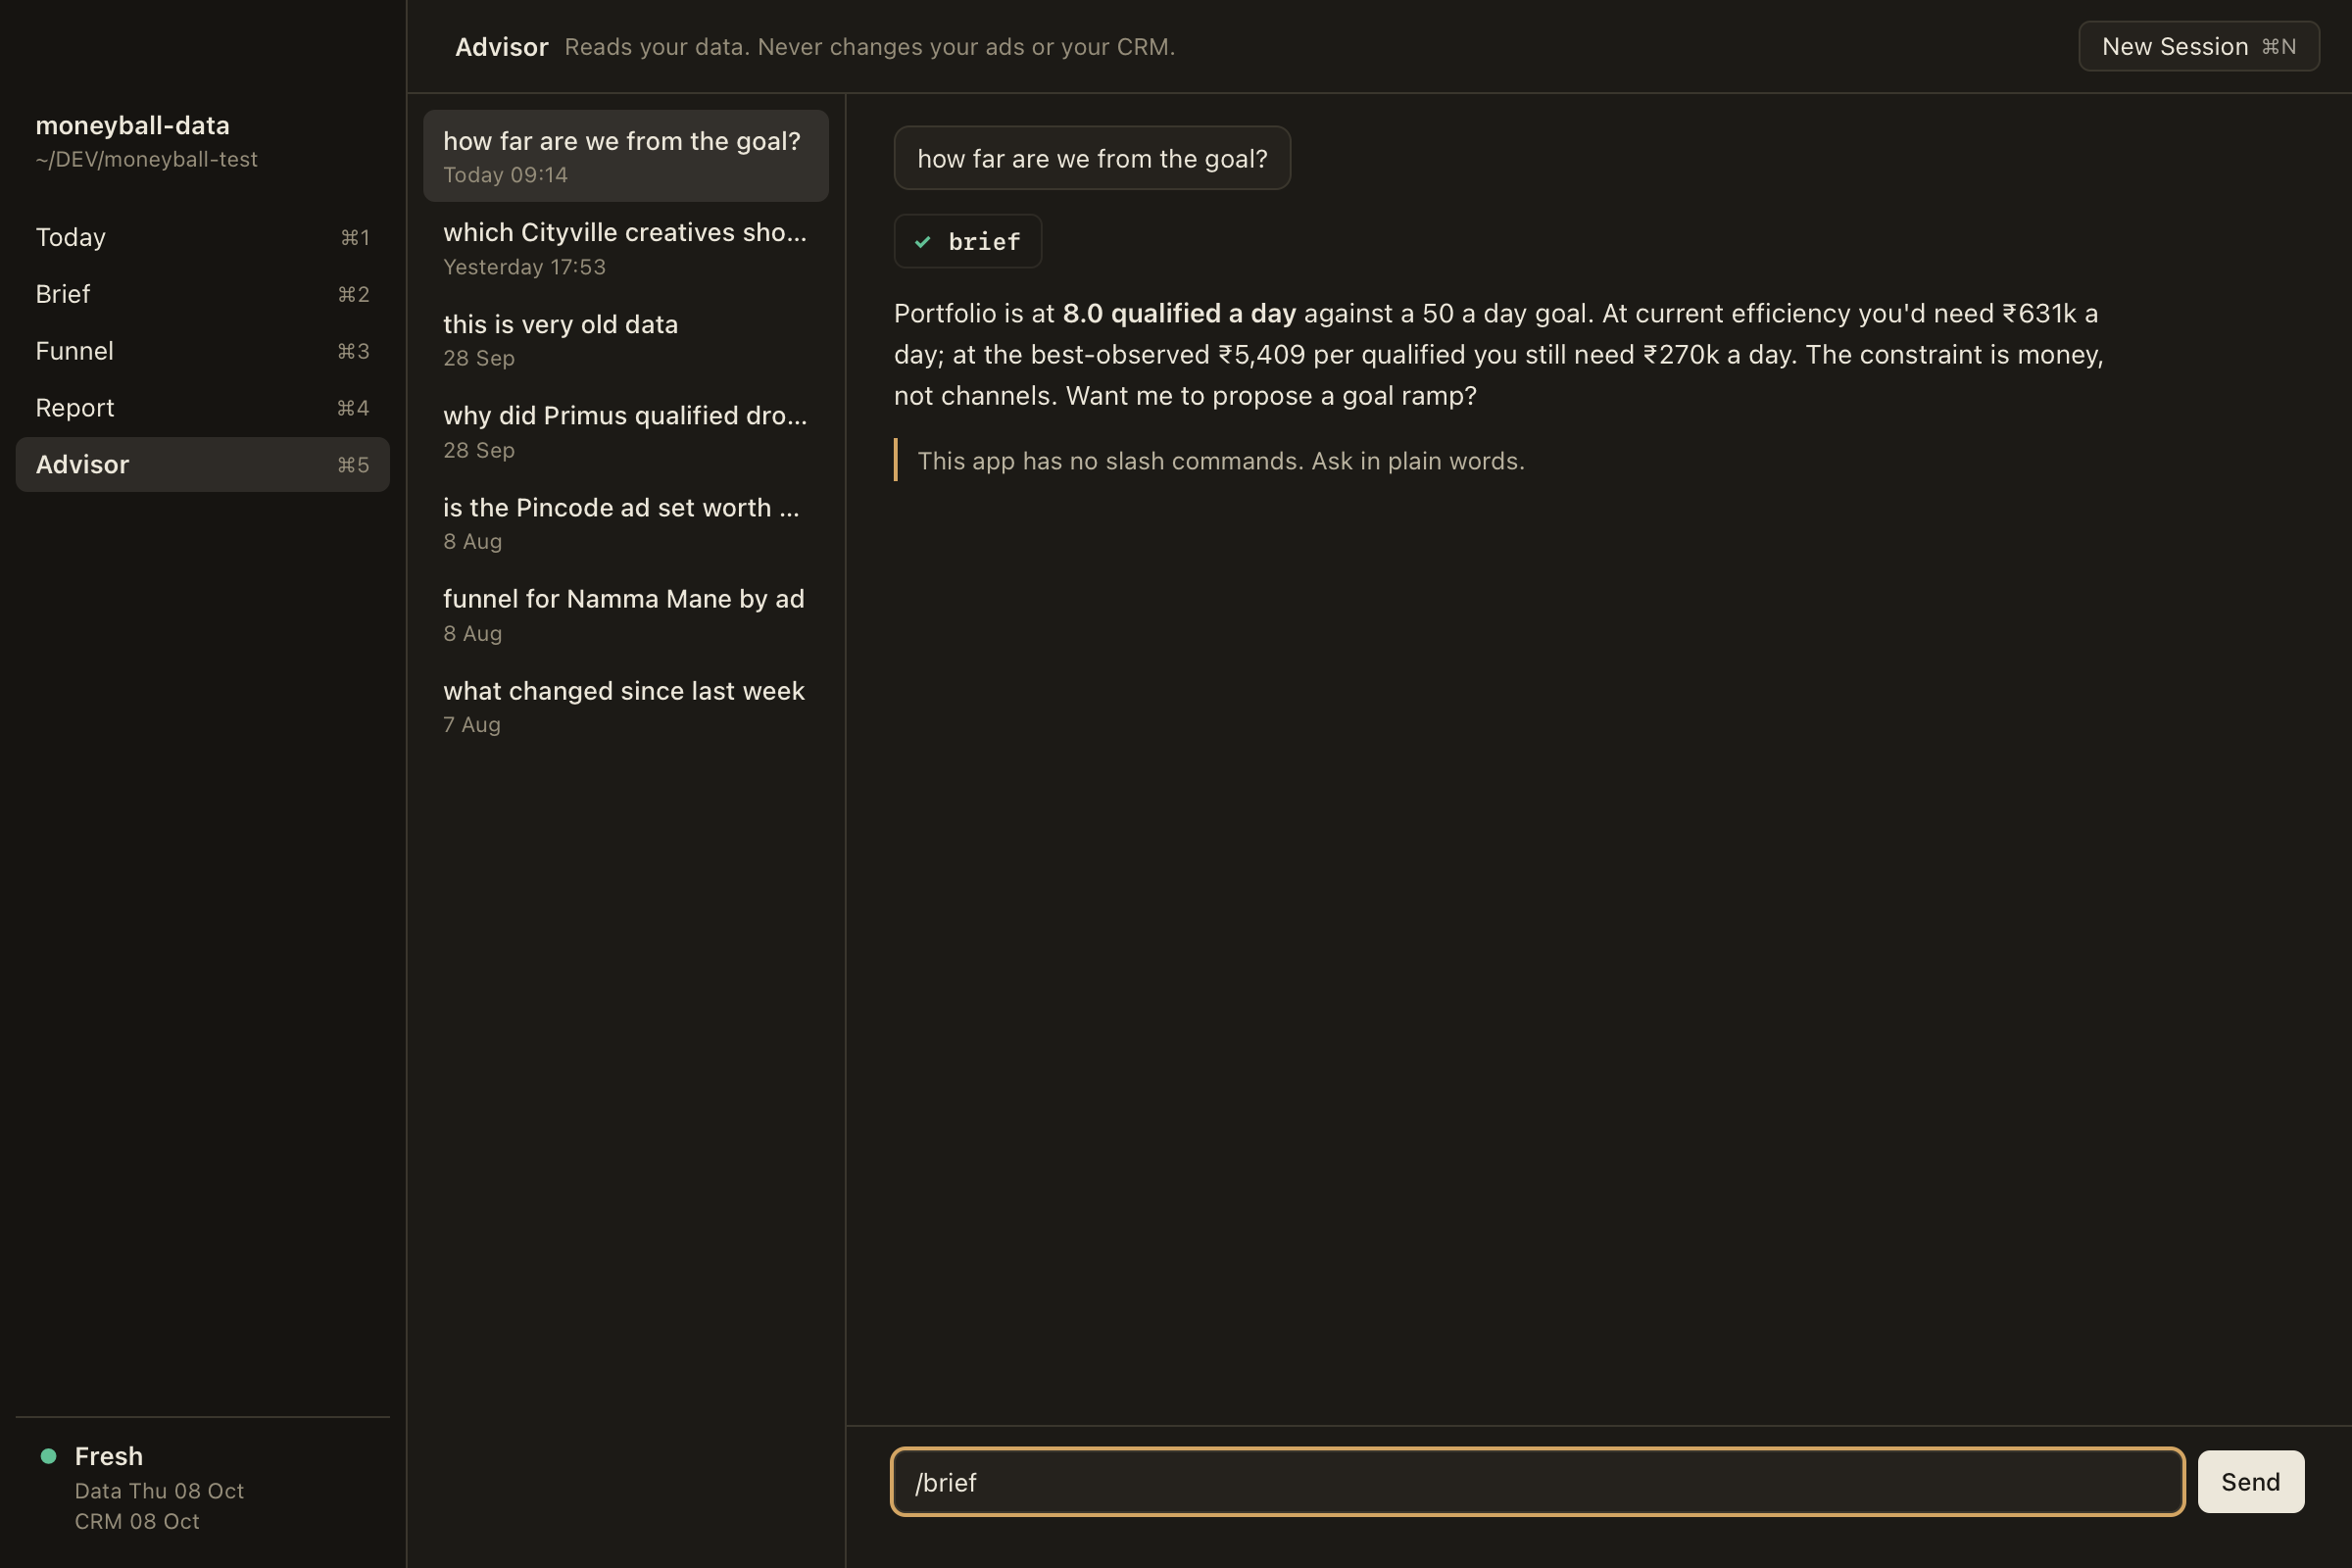 moneyball-data
~/DEV/moneyball-test
Today ⌘1
Brief ⌘2
Funnel ⌘3
Report ⌘4
Advisor ⌘5
Fresh
Data Thu 08 Oct
CRM 08 Oct
Advisor Reads your data. Never changes your ads or your CRM.
New Session ⌘N
how far are we from the goal?
Today 09:14
which Cityville creatives sho...
Yesterday 17:53
this is very old data
28 Sep
why did Primus qualified dro...
28 Sep
is the Pincode ad set worth ...
8 Aug
funnel for Namma Mane by ad
8 Aug
what changed since last week
7 Aug
how far are we from the goal?
✓ brief
Portfolio is at 8.0 qualified a day against a 50 a day goal. At current efficiency you'd need ₹631k a
day; at the best-observed ₹5,409 per qualified you still need ₹270k a day. The constraint is money,
not channels. Want me to propose a goal ramp?
This app has no slash commands. Ask in plain words.
/brief
Send